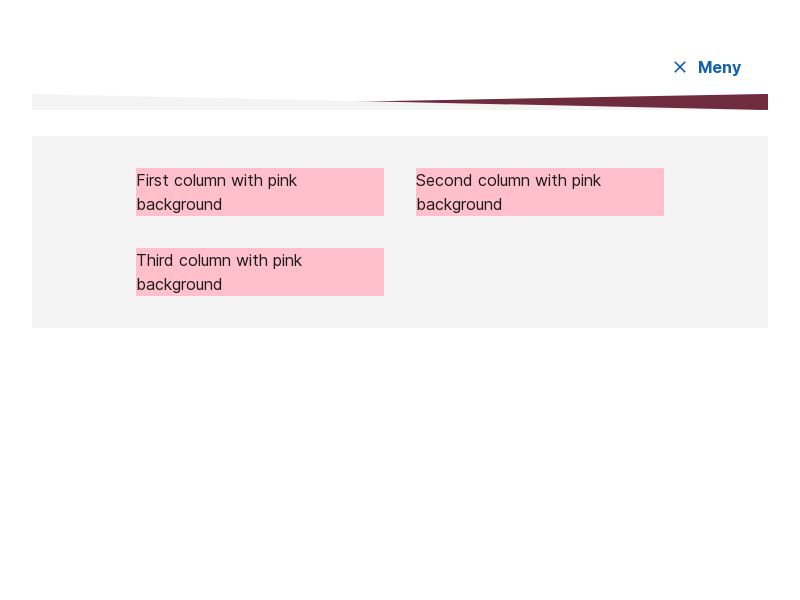 Meny
First column with pink
background
Second column with pink
background
Third column with pink
background